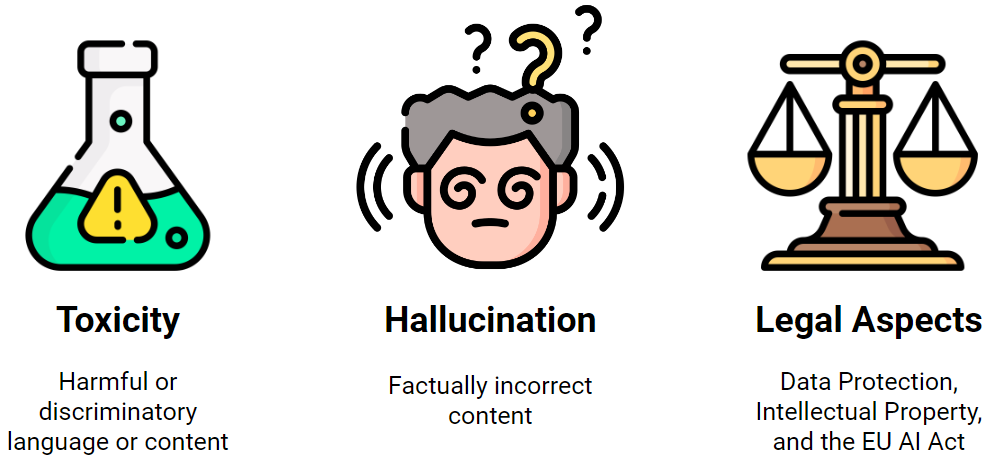 Toxicity
Harmful or
discriminatory
language or content
Hallucination
Factually incorrect
content
Legal Aspects
Data Protection,
Intellectual Property,
and the EU AI Act